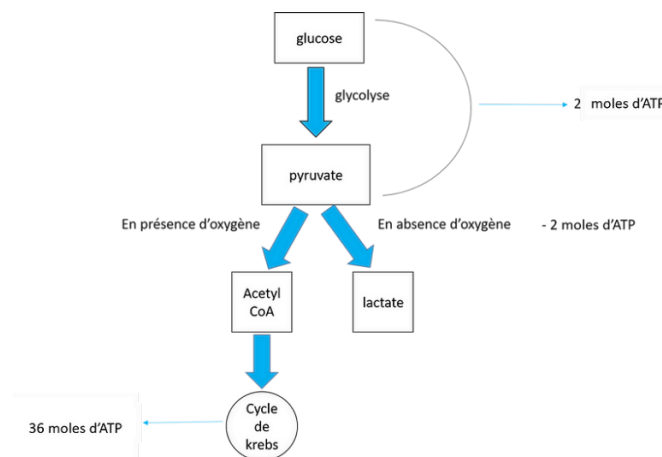 glucose
glycolyse
2 moles d'ATP
pyruvate
En présence d'oxygène
En absence d'oxygène
- 2 moles d'ATP
Acetyl
CoA
lactate
Cycle
de
krebs
36 moles d'ATP